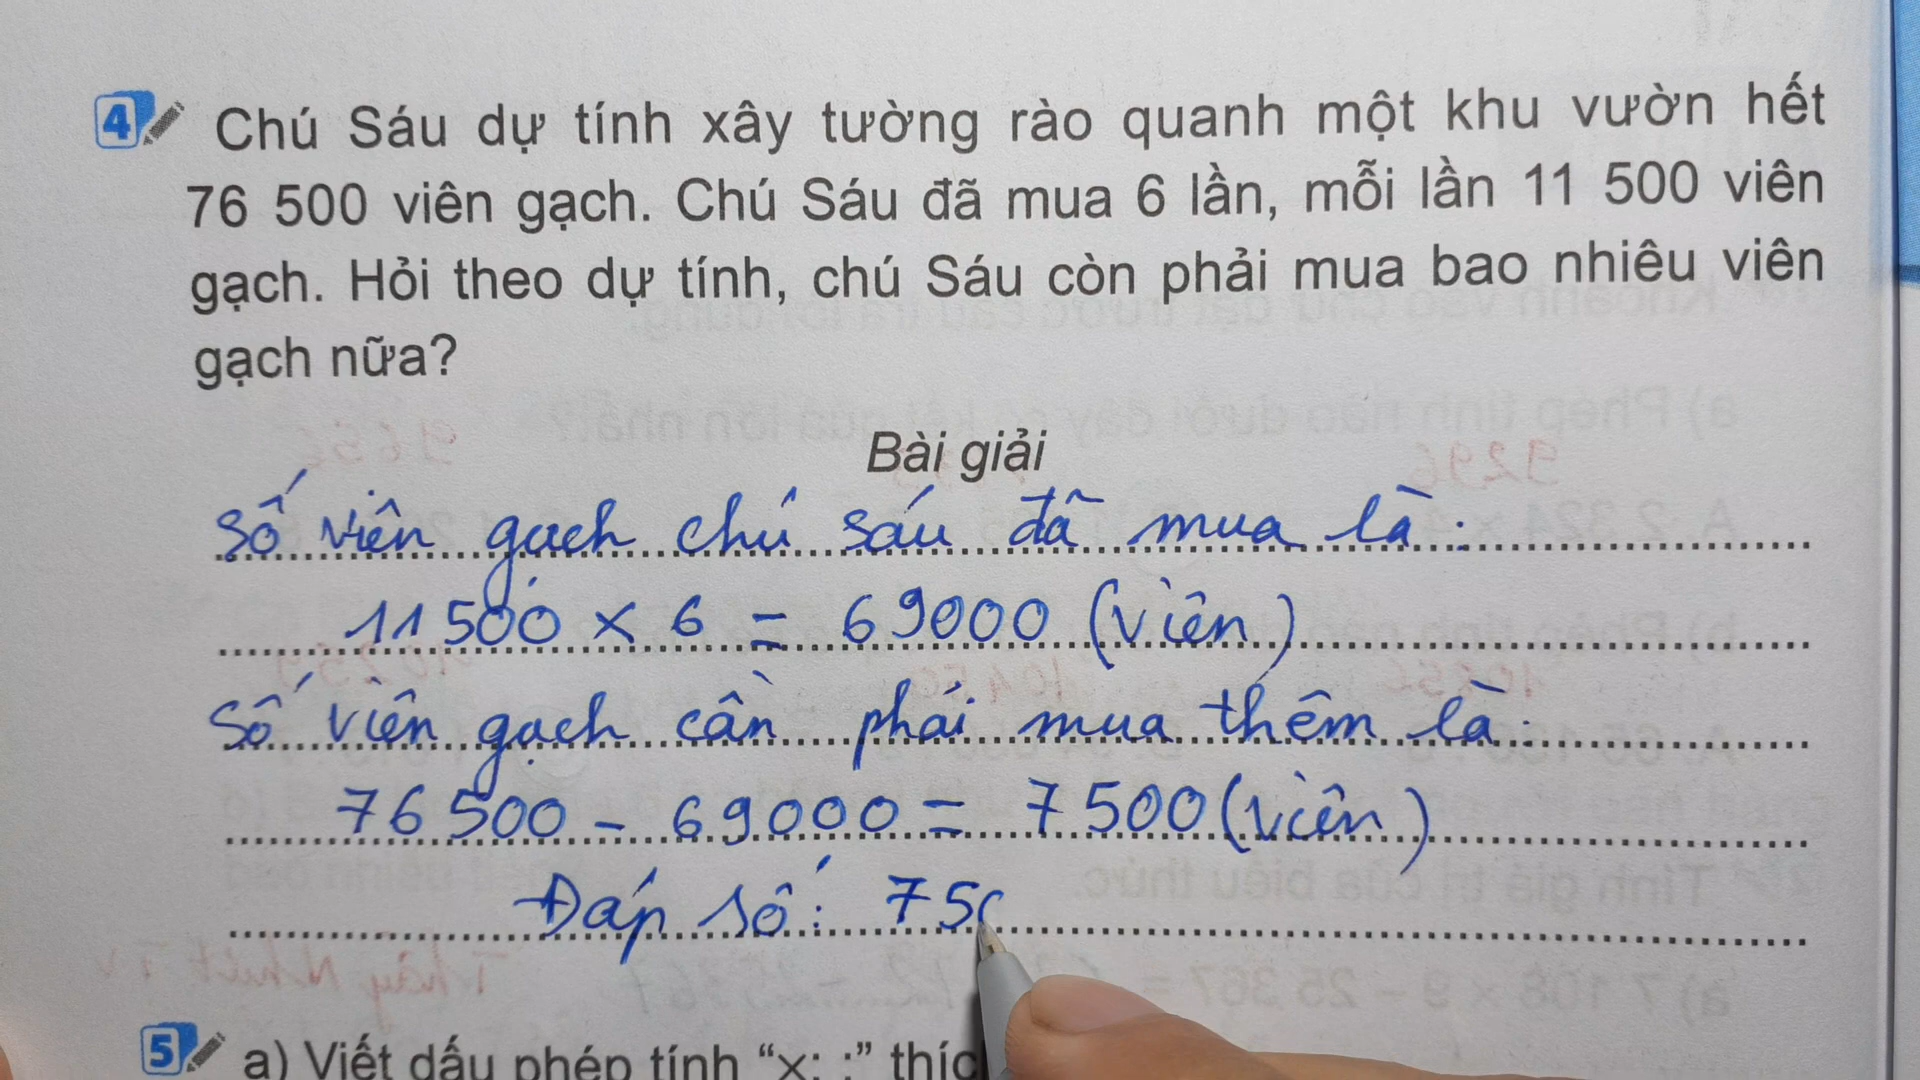 4 Chú Sáu dự tính xây tường rào quanh một khu vườn hết
76 500 viên gạch. Chú Sáu đã mua 6 lần, mỗi lần 11 500 viên
gạch. Hỏi theo dự tính, chú Sáu còn phải mua bao nhiêu viên
gạch nữa?
Bài giải
Số viên gạch chú Sáu đã mua là:
11 500 x 6 = 69000 (viên)
Số viên gạch cần phải mua thêm là:
76 500 - 69000 = 7 500 (viên)
Đáp số: 750
5 a) Viết dấu phép tính “x; :”